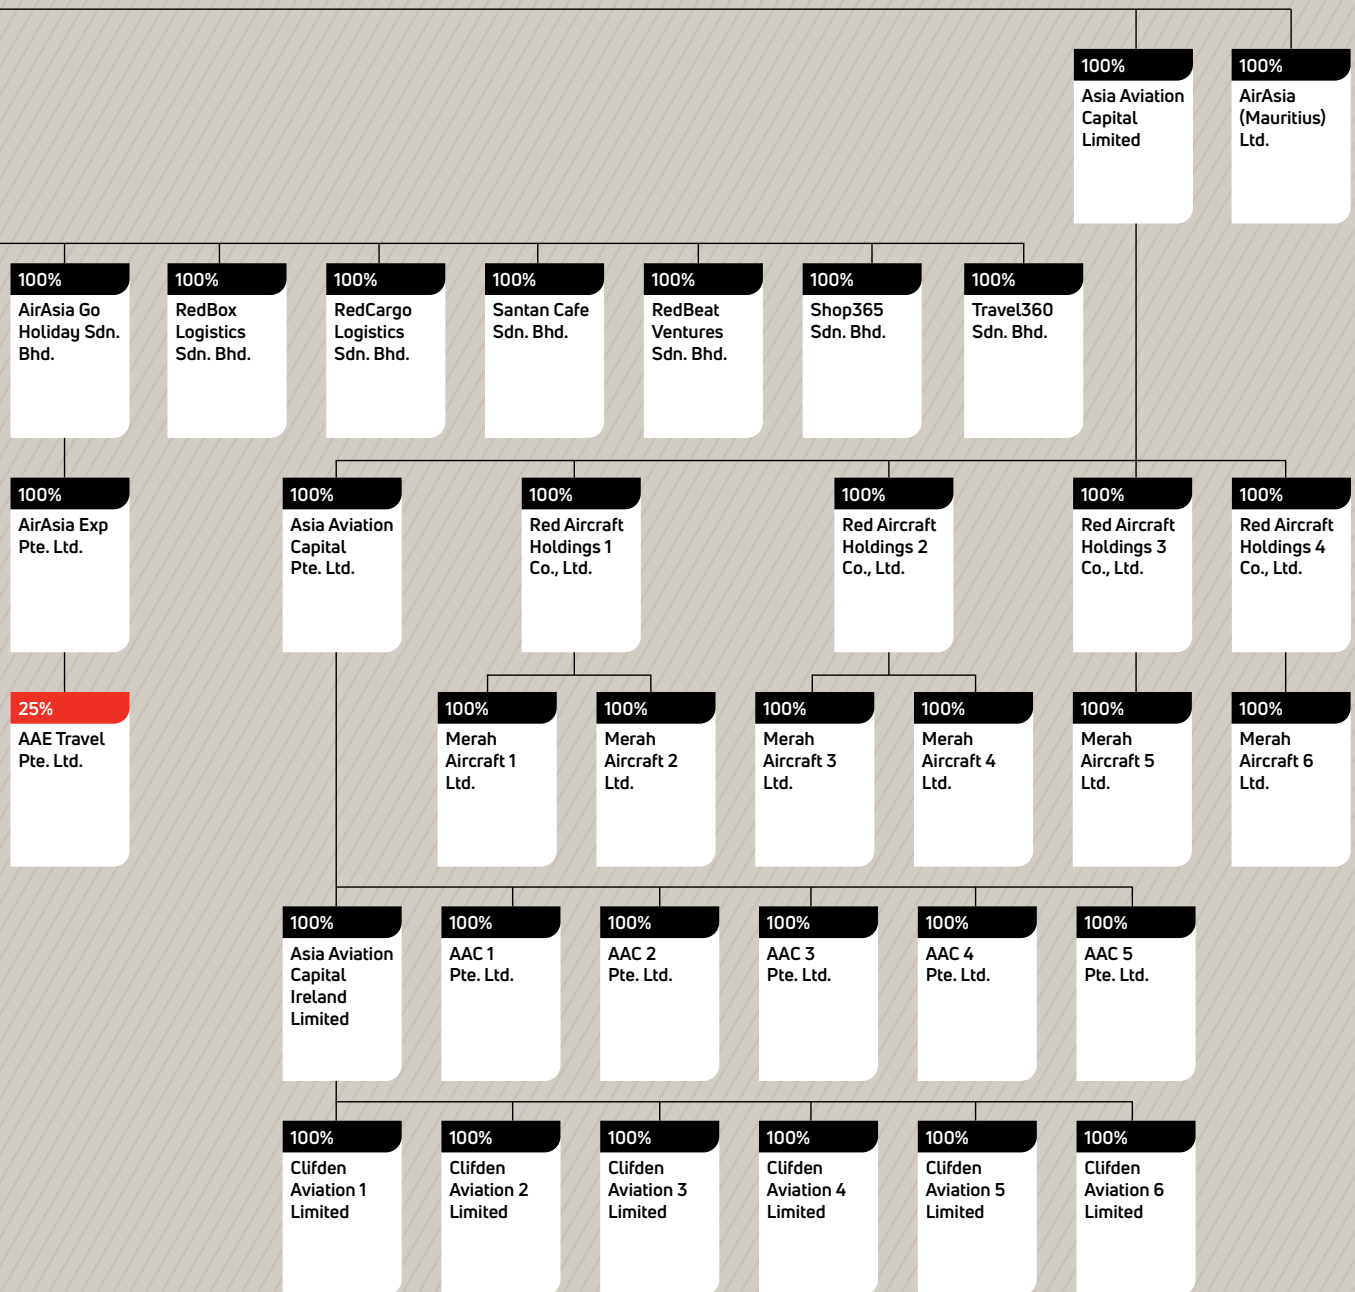 100%
Asia Aviation
Capital
Limited
100%
AirAsia
(Mauritius)
Ltd.
100%
AirAsia Go
Holiday Sdn.
Bhd.
100%
RedBox
Logistics
Sdn. Bhd.
100%
RedCargo
Logistics
Sdn. Bhd.
100%
Santan Cafe
Sdn. Bhd.
100%
RedBeat
Ventures
Sdn. Bhd.
100%
Shop365
Sdn. Bhd.
100%
Travel360
Sdn. Bhd.
100%
AirAsia Exp
Pte. Ltd.
100%
Asia Aviation
Capital
Pte. Ltd.
100%
Red Aircraft
Holdings 1
Co., Ltd.
100%
Red Aircraft
Holdings 2
Co., Ltd.
100%
Red Aircraft
Holdings 3
Co., Ltd.
100%
Red Aircraft
Holdings 4
Co., Ltd.
25%
AAE Travel
Pte. Ltd.
100%
Merah
Aircraft 1
Ltd.
100%
Merah
Aircraft 2
Ltd.
100%
Merah
Aircraft 3
Ltd.
100%
Merah
Aircraft 4
Ltd.
100%
Merah
Aircraft 5
Ltd.
100%
Merah
Aircraft 6
Ltd.
100%
Asia Aviation
Capital
Ireland
Limited
100%
AAC 1
Pte. Ltd.
100%
AAC 2
Pte. Ltd.
100%
AAC 3
Pte. Ltd.
100%
AAC 4
Pte. Ltd.
100%
AAC 5
Pte. Ltd.
100%
Clifden
Aviation 1
Limited
100%
Clifden
Aviation 2
Limited
100%
Clifden
Aviation 3
Limited
100%
Clifden
Aviation 4
Limited
100%
Clifden
Aviation 5
Limited
100%
Clifden
Aviation 6
Limited